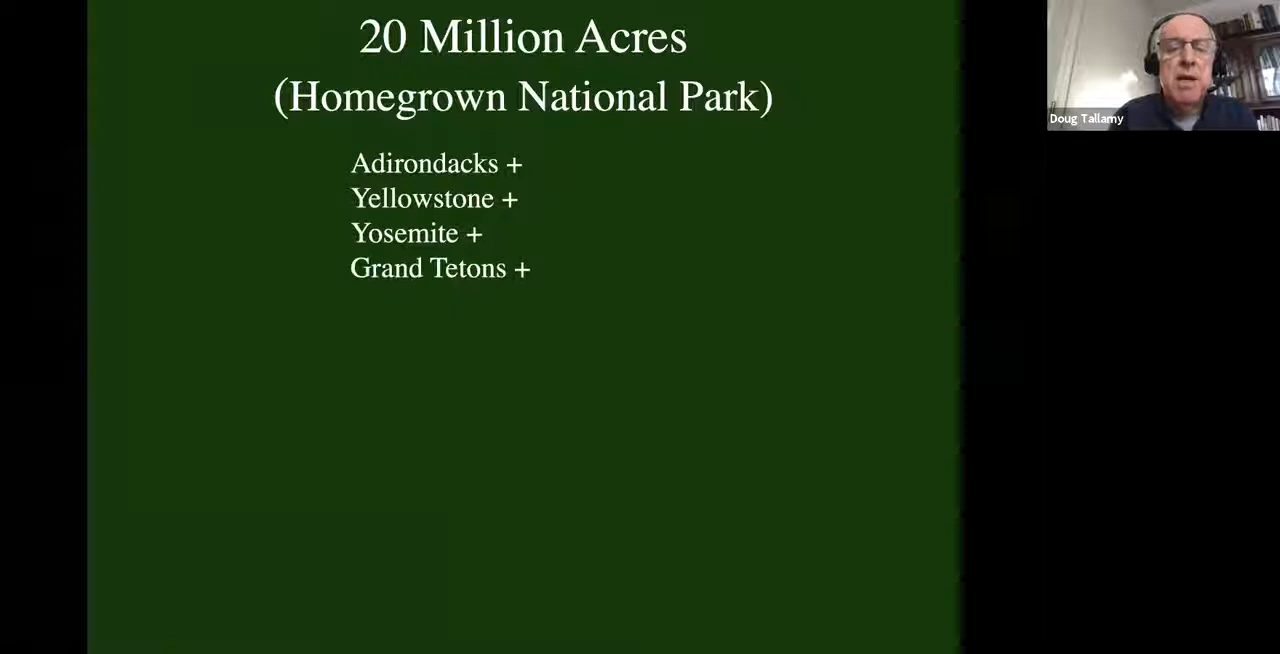 20 Million Acres
(Homegrown National Park)
Adirondacks +
Yellowstone +
Yosemite +
Grand Tetons +
Doug Tallamy